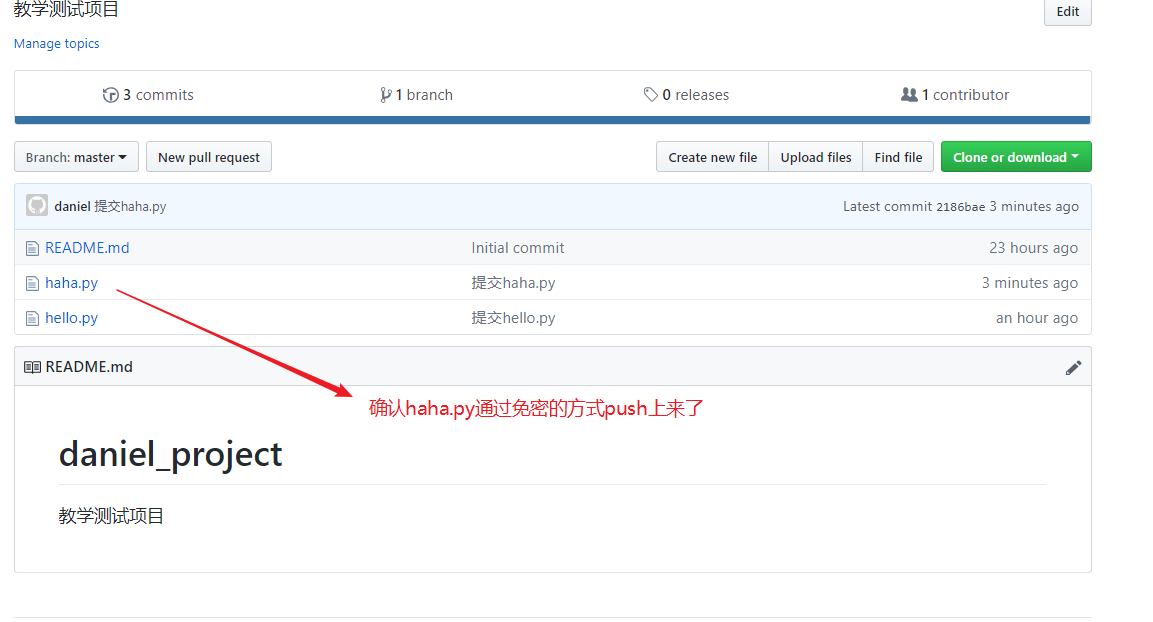 教学测试项目
Edit
Manage topics
3 commits
1 branch
0 releases
1 contributor
Branch: master
New pull request
Create new file
Upload files
Find file
Clone or download
daniel 提交haha.py
Latest commit 2186bae 3 minutes ago
README.md
Initial commit
23 hours ago
haha.py
提交haha.py
3 minutes ago
hello.py
提交hello.py
an hour ago
README.md
确认haha.py通过免密的方式push上来了
daniel_project
教学测试项目